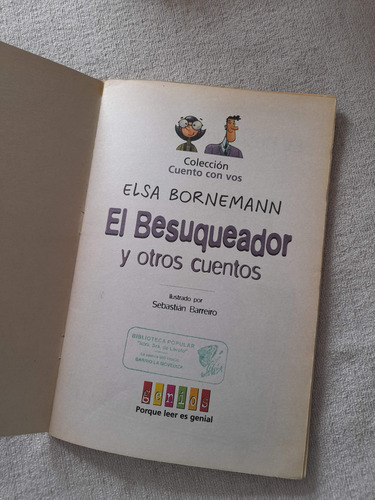 Colección
Cuento con vos
ELSA BORNEMANN
El Besuqueador
y otros cuentos
ilustrado por
Sebastián Barreiro
BIBLIOTECA POPULAR
genios
Porque leer es genial